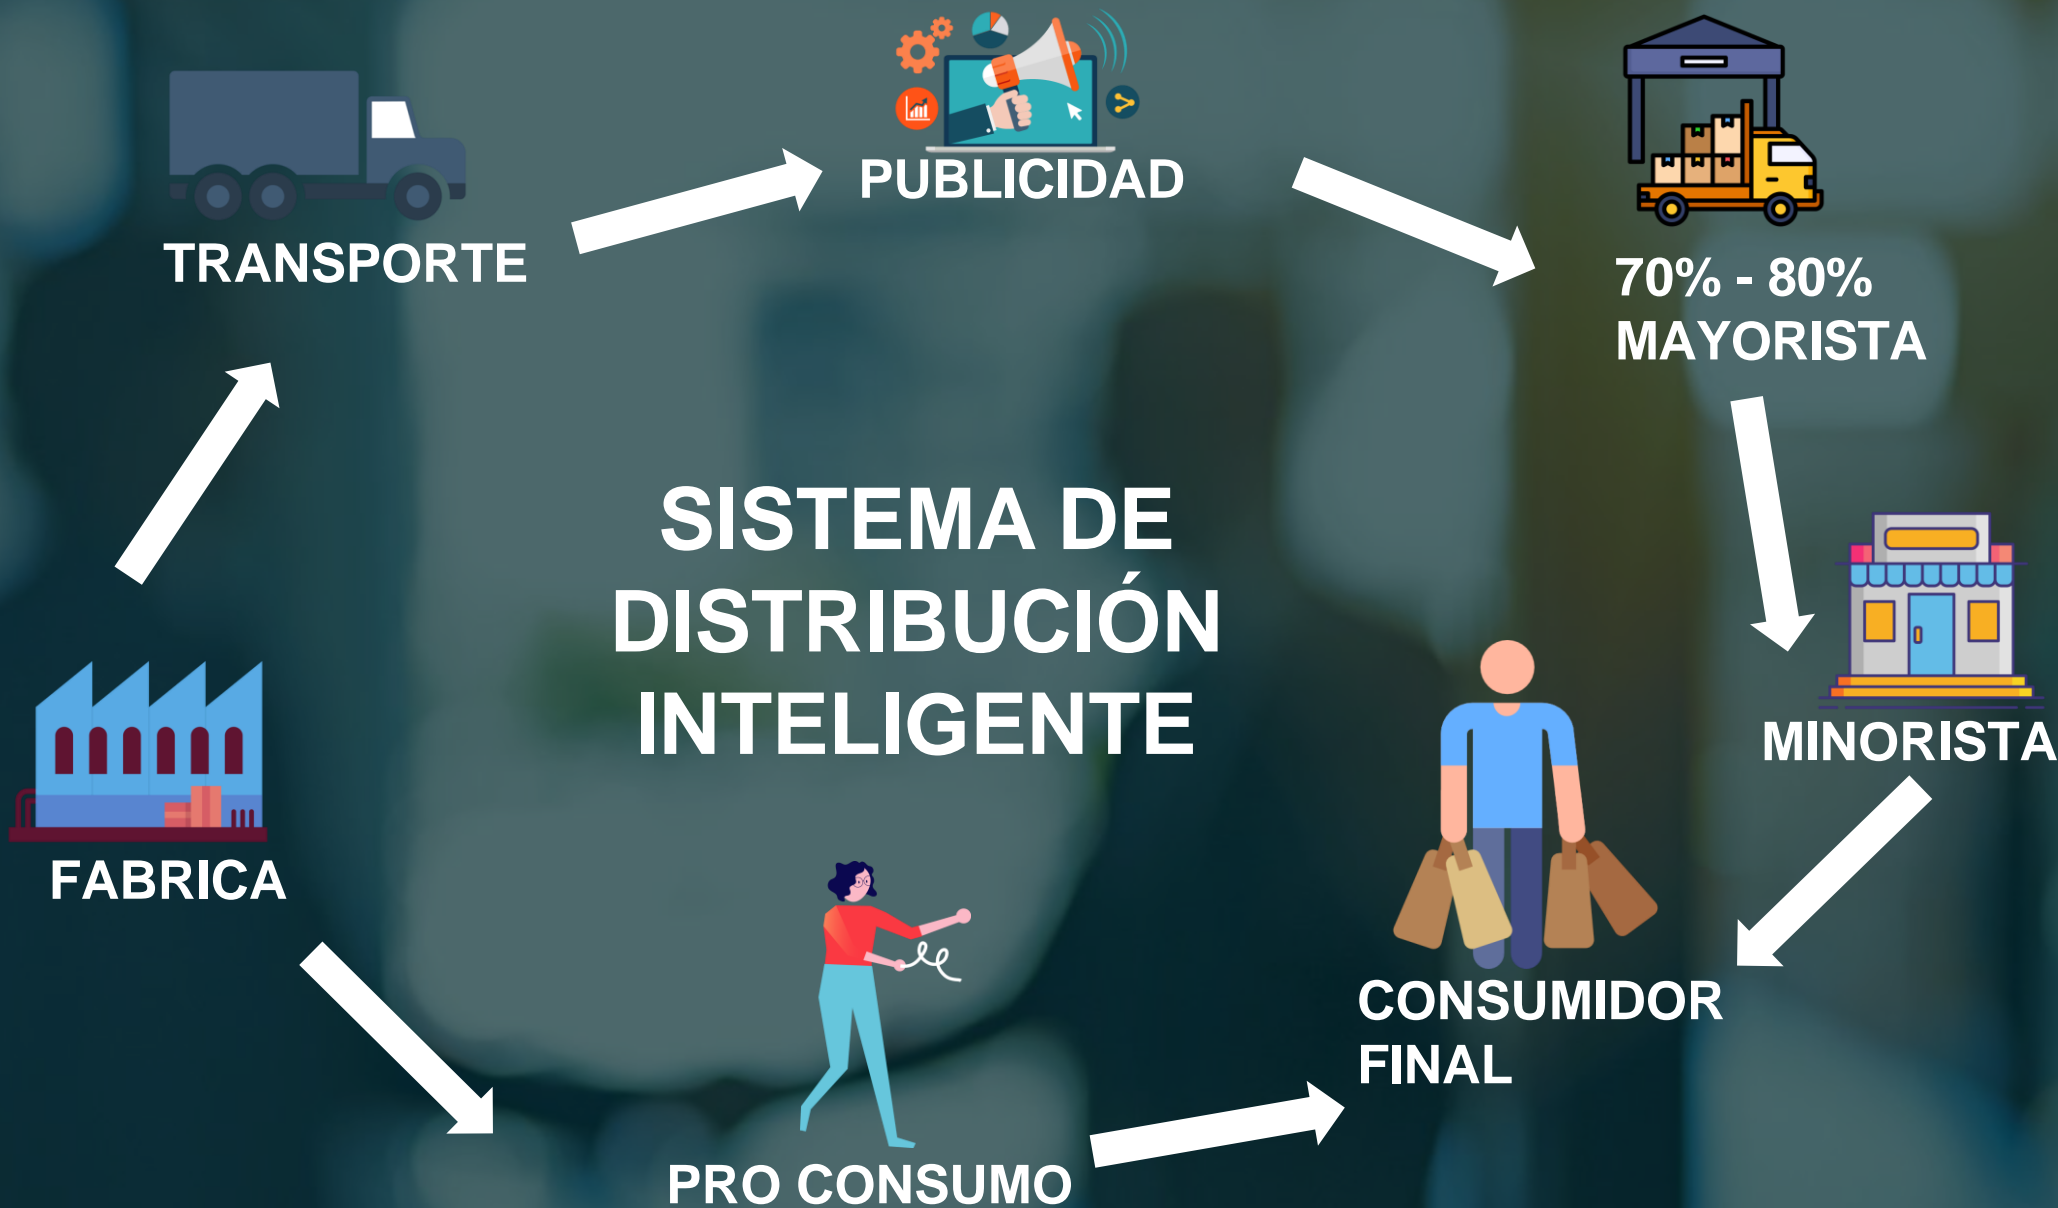 PUBLICIDAD
TRANSPORTE
70% - 80%
MAYORISTA
SISTEMA DE
DISTRIBUCIÓN
INTELIGENTE
MINORISTA
FABRICA
CONSUMIDOR
FINAL
PRO CONSUMO